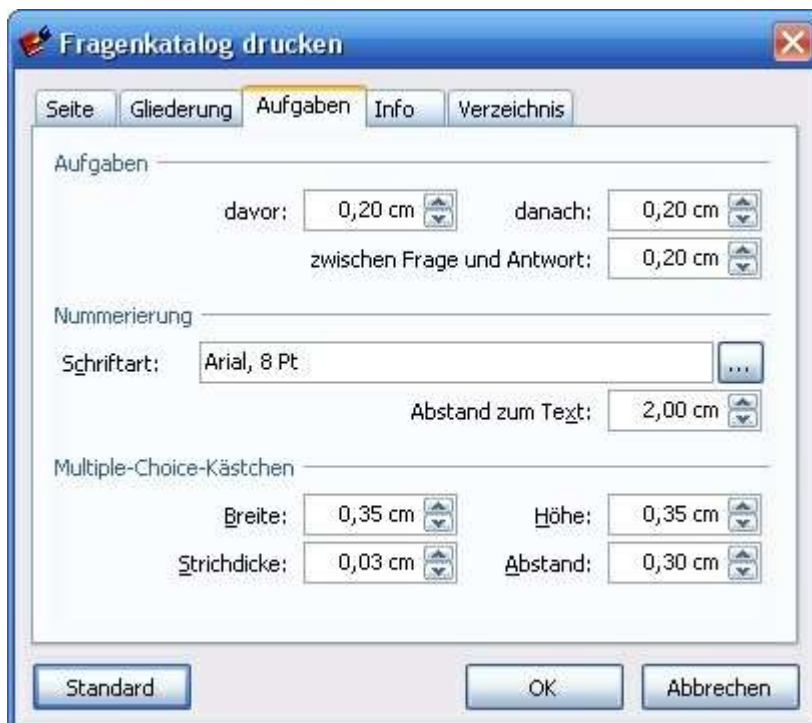 Fragenkatalog drucken
Seite Gliederung Aufgaben Info Verzeichnis
Aufgaben
davor: 0,20 cm danach: 0,20 cm
zwischen Frage und Antwort: 0,20 cm
Nummerierung
Schriftart: Arial, 8 Pt ...
Abstand zum Text: 2,00 cm
Multiple-Choice-Kästchen
Breite: 0,35 cm Höhe: 0,35 cm
Strichdicke: 0,03 cm Abstand: 0,30 cm
Standard OK Abbrechen